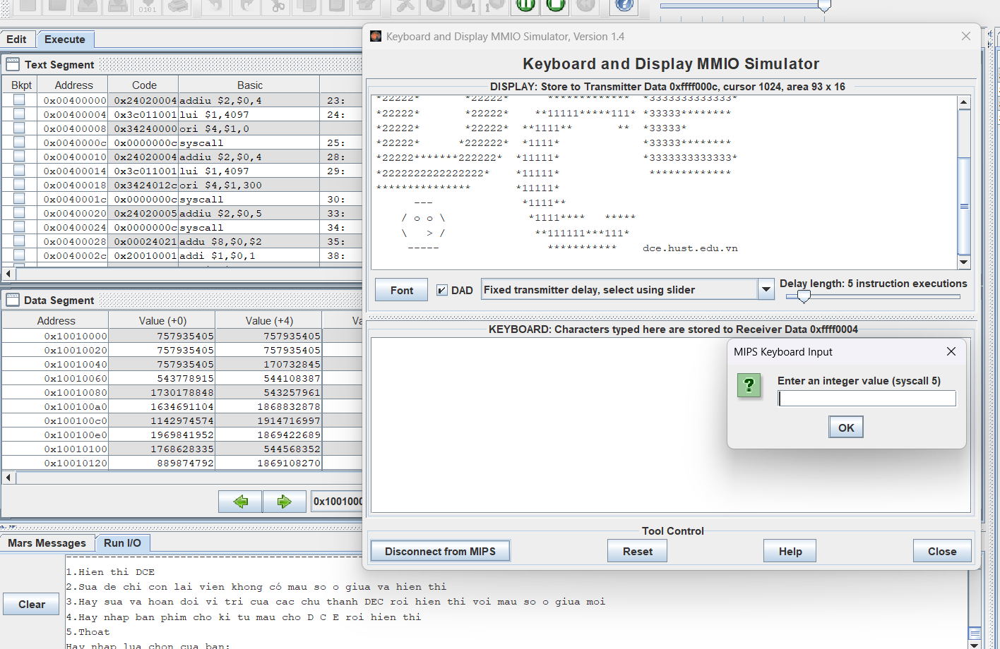 0101
1
1
?
Edit
Execute
Text Segment
Bkpt Address Code Basic
0x00400000 0x24020004 addiu $2,$0,4 23:
0x00400004 0x3c011001 lui $1,4097 24:
0x00400008 0x34240000 ori $4,$1,0
0x0040000c 0x0000000c syscall 25:
0x00400010 0x24020004 addiu $2,$0,4 28:
0x00400014 0x3c011001 lui $1,4097 29:
0x00400018 0x3424012c ori $4,$1,300
0x0040001c 0x0000000c syscall 30:
0x00400020 0x24020005 addiu $2,$0,5 33:
0x00400024 0x0000000c syscall 34:
0x00400028 0x00024021 addu $8,$0,$2 35:
0x0040002c 0x20010001 addi $1,$0,1 38:
Data Segment
Address Value (+0) Value (+4) Va
0x10010000 757935405 757935405
0x10010020 757935405 757935405
0x10010040 757935405 170732845
0x10010060 543778915 544108387
0x10010080 1730178848 543257961
0x100100a0 1634691104 1868832878
0x100100c0 1142974574 1914716997
0x100100e0 1969841952 1869422689
0x10010100 1768628335 544568352
0x10010120 889874792 1869108270
0x1001000
Keyboard and Display MMIO Simulator, Version 1.4
Keyboard and Display MMIO Simulator
DISPLAY: Store to Transmitter Data 0xffff000c, cursor 1024, area 93 x 16
*22222*       *22222*   *************  *3333333333333*
*22222*       *22222*    **11111*****111* *33333********
*22222*       *22222*  **1111**       **  *33333*
*22222*      *222222*  *1111*             *33333********
*22222*******222222*  *11111*             *3333333333333*
*2222222222222222*    *11111*              *************
***************       *11111*
      ---              *1111**
    / o o \             *1111****   *****
    \   > /              **111111***111*
     -----                 ***********    dce.hust.edu.vn
Font
DAD
Fixed transmitter delay, select using slider
Delay length: 5 instruction executions
KEYBOARD: Characters typed here are stored to Receiver Data 0xffff0004
MIPS Keyboard Input
?
Enter an integer value (syscall 5)
OK
Tool Control
Disconnect from MIPS
Reset
Help
Close
Mars Messages
Run I/O
Clear
1.Hien thi DCE
2.Sua de chi con lai vien khong có mau so o giua va hien thi
3.Hay sua va hoan doi vi tri cua cac chu thanh DEC roi hien thi voi mau so o giua moi
4.Hay nhap ban phim cho ki tu mau cho D C E roi hien thi
5.Thoat
Hay nhap lua chon cua ban: